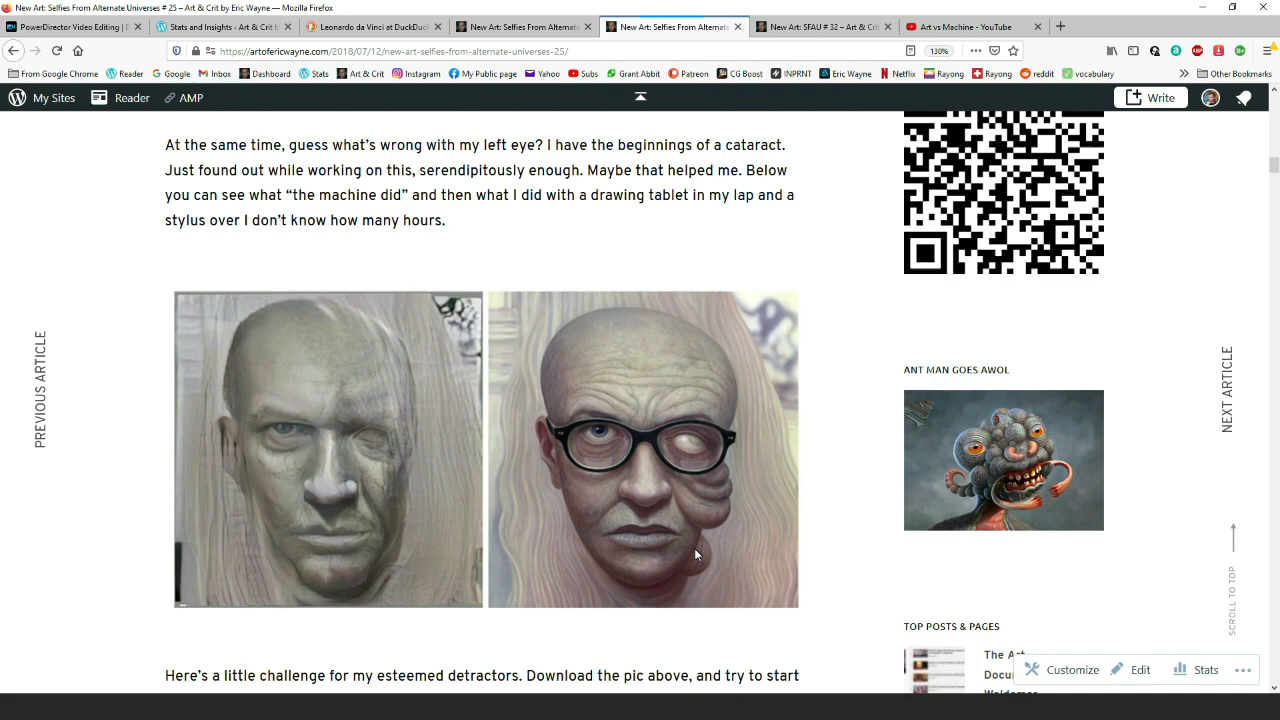 New Art: Selfies From Alternate Universes # 25 – Art & Crit by Eric Wayne — Mozilla Firefox
PowerDirector Video Editing | F
Stats and Insights ‹ Art & Crit b
Leonardo da Vinci at DuckDuck
New Art: Selfies From Alternate
New Art: Selfies From Alternate
New Art: SFAU # 32 – Art & Crit
Art vs Machine - YouTube
https://artofericwayne.com/2018/07/12/new-art-selfies-from-alternate-universes-25/
130%
From Google Chrome
Reader
Google
Inbox
Dashboard
Stats
Art & Crit
Instagram
My Public page
Yahoo
Subs
Grant Abbit
Patreon
CG Boost
INPRNT
Eric Wayne
Netflix
Rayong
Rayong
reddit
vocabulary
Other Bookmarks
My Sites
Reader
AMP
Write
At the same time, guess what's wrong with my left eye? I have the beginnings of a cataract.
Just found out while working on this, serendipitously enough. Maybe that helped me. Below
you can see what “the machine did” and then what I did with a drawing tablet in my lap and a
stylus over I don't know how many hours.
PREVIOUS ARTICLE
NEXT ARTICLE
ANT MAN GOES AWOL
SCROLL TO TOP
TOP POSTS & PAGES
The Art
Customize
Edit
Stats
Here's a little challenge for my esteemed detractors. Download the pic above, and try to start